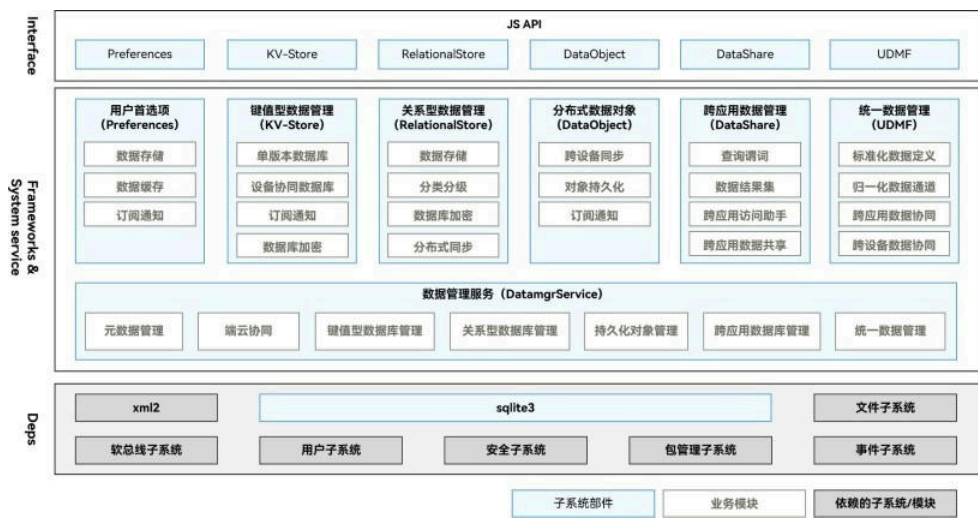 Interface
JS API
Preferences
KV-Store
RelationalStore
DataObject
DataShare
UDMF
Frameworks &
System service
用户首选项
(Preferences)
数据存储
数据缓存
订阅通知
键值型数据管理
(KV-Store)
单版本数据库
设备协同数据库
订阅通知
数据库加密
关系型数据管理
(RelationalStore)
数据存储
分类分级
数据库加密
分布式同步
分布式数据对象
(DataObject)
跨设备同步
对象持久化
订阅通知
跨应用数据管理
(DataShare)
查询谓词
数据结果集
跨应用访问助手
跨应用数据共享
统一数据管理
(UDMF)
标准化数据定义
归一化数据通道
跨应用数据协同
跨设备数据协同
数据管理服务（DatamgrService）
元数据管理
端云协同
键值型数据库管理
关系型数据库管理
持久化对象管理
跨应用数据库管理
统一数据管理
Deps
xml2
sqlite3
文件子系统
软总线子系统
用户子系统
安全子系统
包管理子系统
事件子系统
子系统部件
业务模块
依赖的子系统/模块